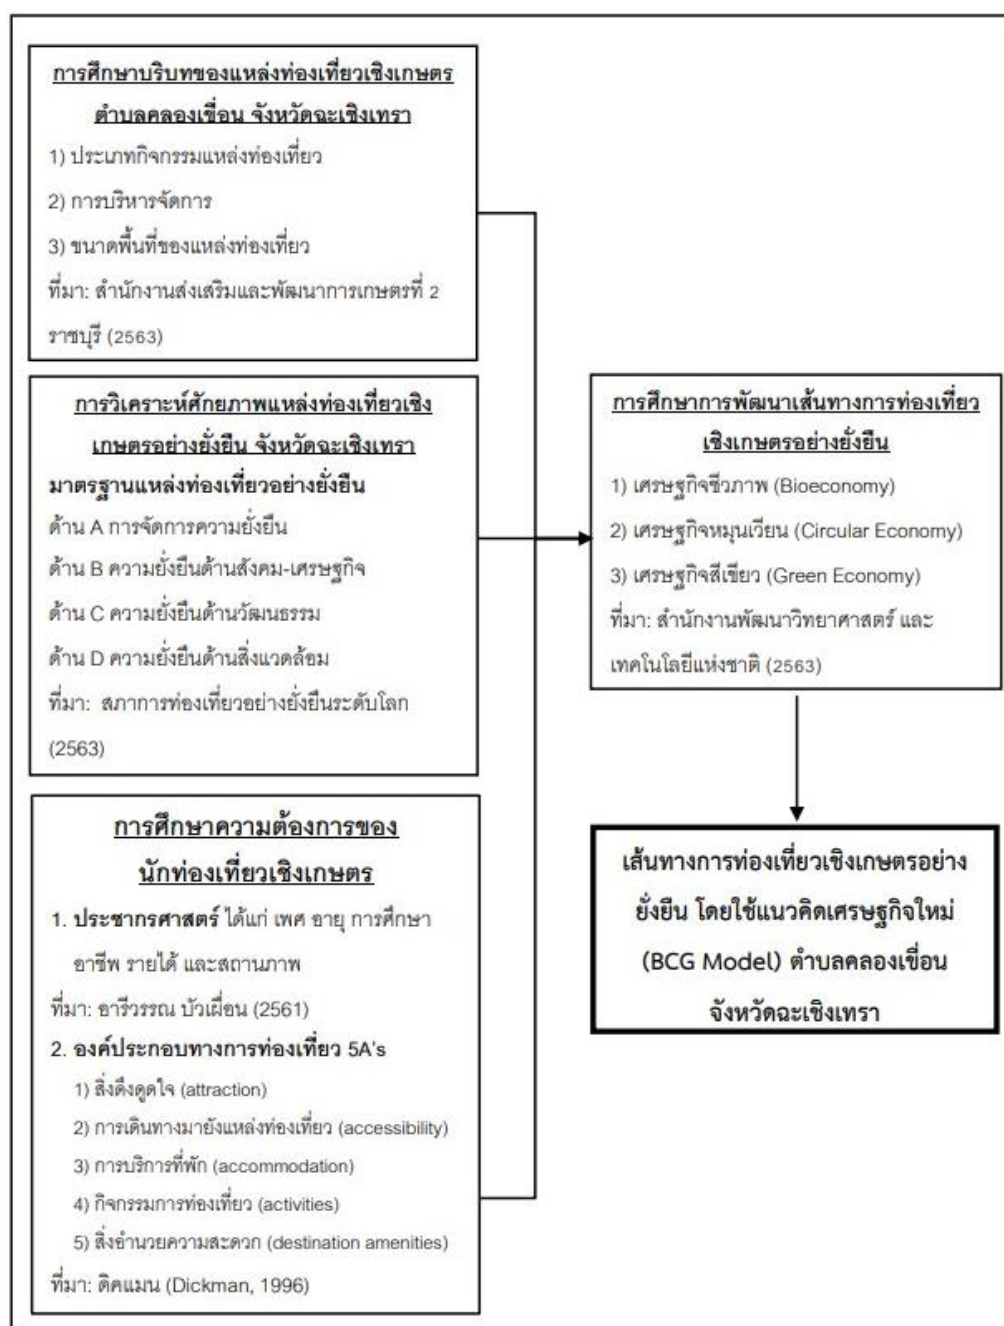 การศึกษาบริบทของแหล่งท่องเที่ยวเชิงเกษตร
ตำบลคลองเขื่อน จังหวัดฉะเชิงเทรา
1) ประเภทกิจกรรมแหล่งท่องเที่ยว
2) การบริหารจัดการ
3) ขนาดพื้นที่ของแหล่งท่องเที่ยว
ที่มา: สำนักงานส่งเสริมและพัฒนาการเกษตรที่ 2
ราชบุรี (2563)
การวิเคราะห์ศักยภาพแหล่งท่องเที่ยวเชิง
เกษตรอย่างยั่งยืน จังหวัดฉะเชิงเทรา
มาตรฐานแหล่งท่องเที่ยวอย่างยั่งยืน
ด้าน A การจัดการความยั่งยืน
ด้าน B ความยั่งยืนด้านสังคม-เศรษฐกิจ
ด้าน C ความยั่งยืนด้านวัฒนธรรม
ด้าน D ความยั่งยืนด้านสิ่งแวดล้อม
ที่มา: สภาการท่องเที่ยวอย่างยั่งยืนระดับโลก
(2563)
การศึกษาความต้องการของ
นักท่องเที่ยวเชิงเกษตร
1. ประชากรศาสตร์ ได้แก่ เพศ อายุ การศึกษา
อาชีพ รายได้ และสถานภาพ
ที่มา: อารีวรรณ บัวเผื่อน (2561)
2. องค์ประกอบทางการท่องเที่ยว 5A's
1) สิ่งดึงดูดใจ (attraction)
2) การเดินทางมายังแหล่งท่องเที่ยว (accessibility)
3) การบริการที่พัก (accommodation)
4) กิจกรรมการท่องเที่ยว (activities)
5) สิ่งอำนวยความสะดวก (destination amenities)
ที่มา: ดิคแมน (Dickman, 1996)
การศึกษาการพัฒนาเส้นทางการท่องเที่ยว
เชิงเกษตรอย่างยั่งยืน
1) เศรษฐกิจชีวภาพ (Bioeconomy)
2) เศรษฐกิจหมุนเวียน (Circular Economy)
3) เศรษฐกิจสีเขียว (Green Economy)
ที่มา: สำนักงานพัฒนาวิทยาศาสตร์ และ
เทคโนโลยีแห่งชาติ (2563)
เส้นทางการท่องเที่ยวเชิงเกษตรอย่าง
ยั่งยืน โดยใช้แนวคิดเศรษฐกิจใหม่
(BCG Model) ตำบลคลองเขื่อน
จังหวัดฉะเชิงเทรา